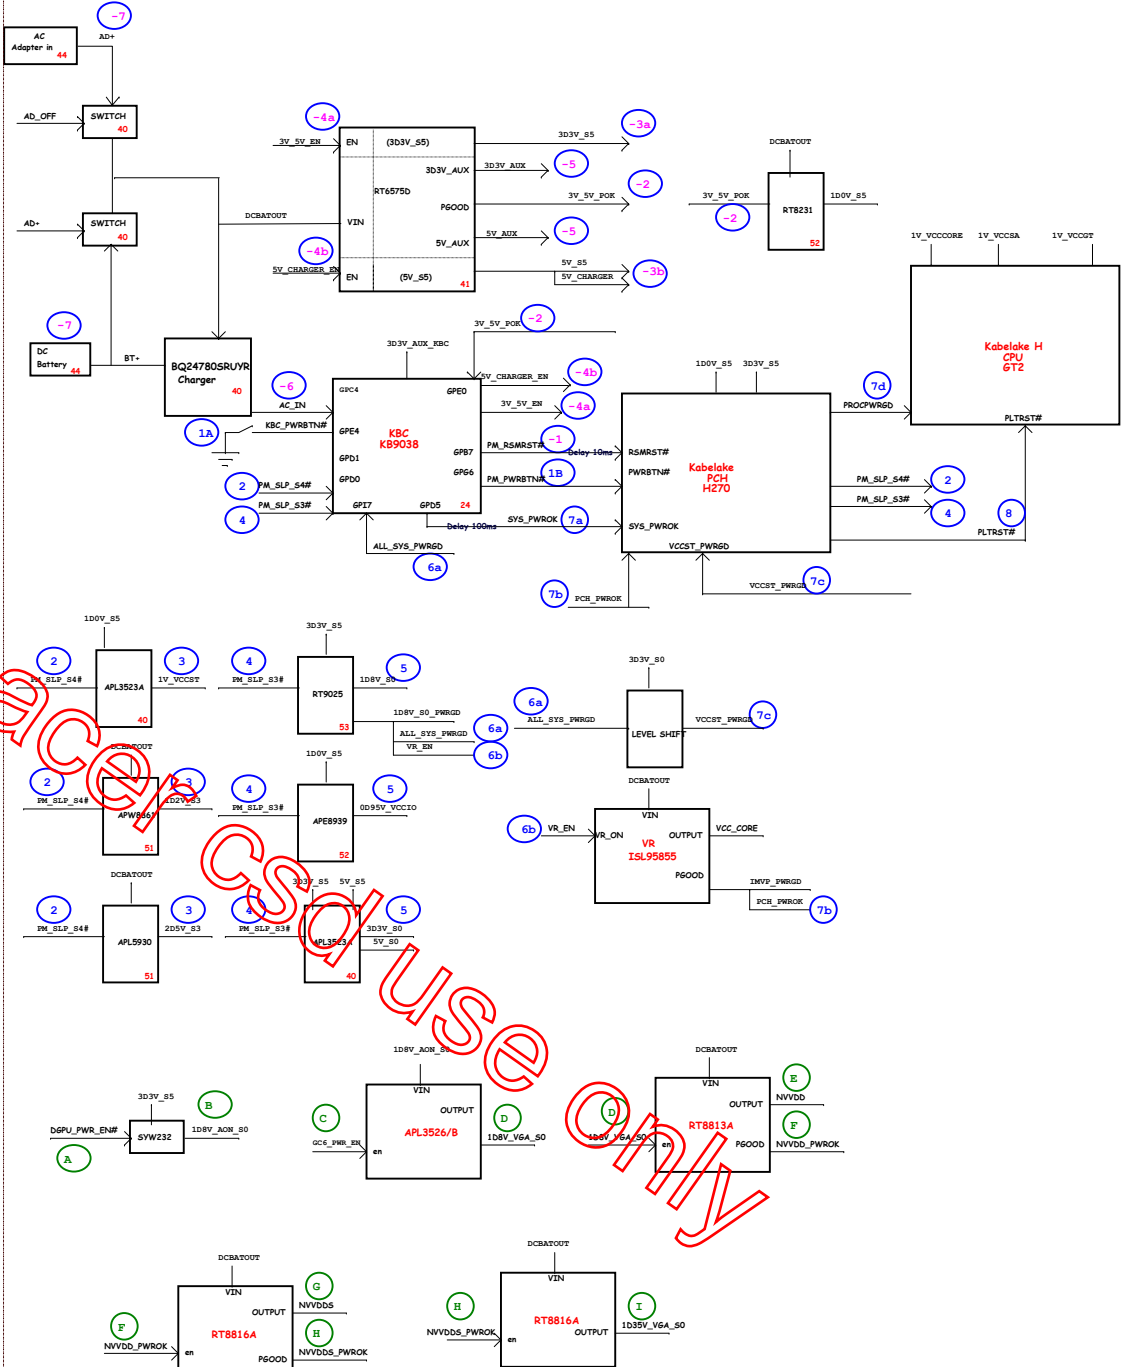 -7
AC
Adapter in
44
AD+
AD_OFF
SWITCH
40
AD+
SWITCH
40
-7
DC
Battery
44
BT+
DCBATOUT
-4a
3V_5V_EN
EN
(3D3V_S5)
3D3V_AUX
RT6575D
PGOOD
VIN
5V_AUX
-4b
5V_CHARGER_EN
EN
(5V_S5)
41
3D3V_S5
-3a
3D3V_AUX
-5
3V_5V_POK
-2
5V_AUX
-5
5V_S5
5V_CHARGER
-3b
DCBATOUT
3V_5V_POK
-2
RT8231
52
1D0V_S5
1V_VCCCORE
1V_VCCSA
1V_VCCGT
Kabelake H
CPU
GT2
PLTRST#
BQ24780SRUYR
Charger
40
-6
AC_IN
1A
KBC_PWRBTN#
2
PM_SLP_S4#
4
PM_SLP_S3#
3D3V_AUX_KBC
3V_5V_POK
-2
GPC4
GPE0
GPE4
KBC
KB9038
GPD1
GPB7
GPD0
GPG6
GPI7
GPD5
24
5V_CHARGER_EN
-4b
3V_5V_EN
-4a
PM_RSMRST#
-1
Delay 10ms
PM_PWRBTN#
1B
Delay 100ms
SYS_PWROK
7a
ALL_SYS_PWRGD
6a
1D0V_S5
3D3V_S5
RSMRST#
PWRBTN#
Kabelake
PCH
H270
SYS_PWROK
VCCST_PWRGD
7b
PCH_PWROK
VCCST_PWRGD
7c
7d
PROCPWRGD
PM_SLP_S4#
2
PM_SLP_S3#
4
8
PLTRST#
1D0V_S5
2
PM_SLP_S4#
APL3523A
40
3
1V_VCCST
3D3V_S5
4
PM_SLP_S3#
RT9025
53
5
1D8V_S0
1D8V_S0_PWRGD
ALL_SYS_PWRGD
6a
VR_EN
6b
3D3V_S0
6a
ALL_SYS_PWRGD
LEVEL SHIFT
VCCST_PWRGD
7c
DCBATOUT
2
PM_SLP_S4#
APW8861
51
3
1D2V_S3
1D0V_S5
4
PM_SLP_S3#
APE8939
52
5
0D95V_VCCIO
DCBATOUT
VIN
6b
VR_EN
VR_ON
OUTPUT
VR
ISL95855
PGOOD
VCC_CORE
IMVP_PWRGD
PCH_PWROK
7b
DCBATOUT
2
PM_SLP_S4#
APL5930
51
3
2D5V_S3
3D3V_S5
5V_S5
4
PM_SLP_S3#
APL3523A
40
5
3D3V_S0
5V_S0
acer csd use only
3D3V_S5
DGPU_PWR_EN#
A
SYW232
B
1D8V_AON_S0
1D8V_AON_S0
VIN
OUTPUT
C
GC6_PWR_EN
en
APL3526/B
D
1D8V_VGA_S0
DCBATOUT
VIN
OUTPUT
D
1D8V_VGA_S0
en
RT8813A
PGOOD
E
NVVDD
F
NVVDD_PWROK
DCBATOUT
VIN
OUTPUT
F
NVVDD_PWROK
en
RT8816A
PGOOD
G
NVVDDS
H
NVVDDS_PWROK
DCBATOUT
VIN
H
NVVDDS_PWROK
en
RT8816A
OUTPUT
I
1D35V_VGA_S0